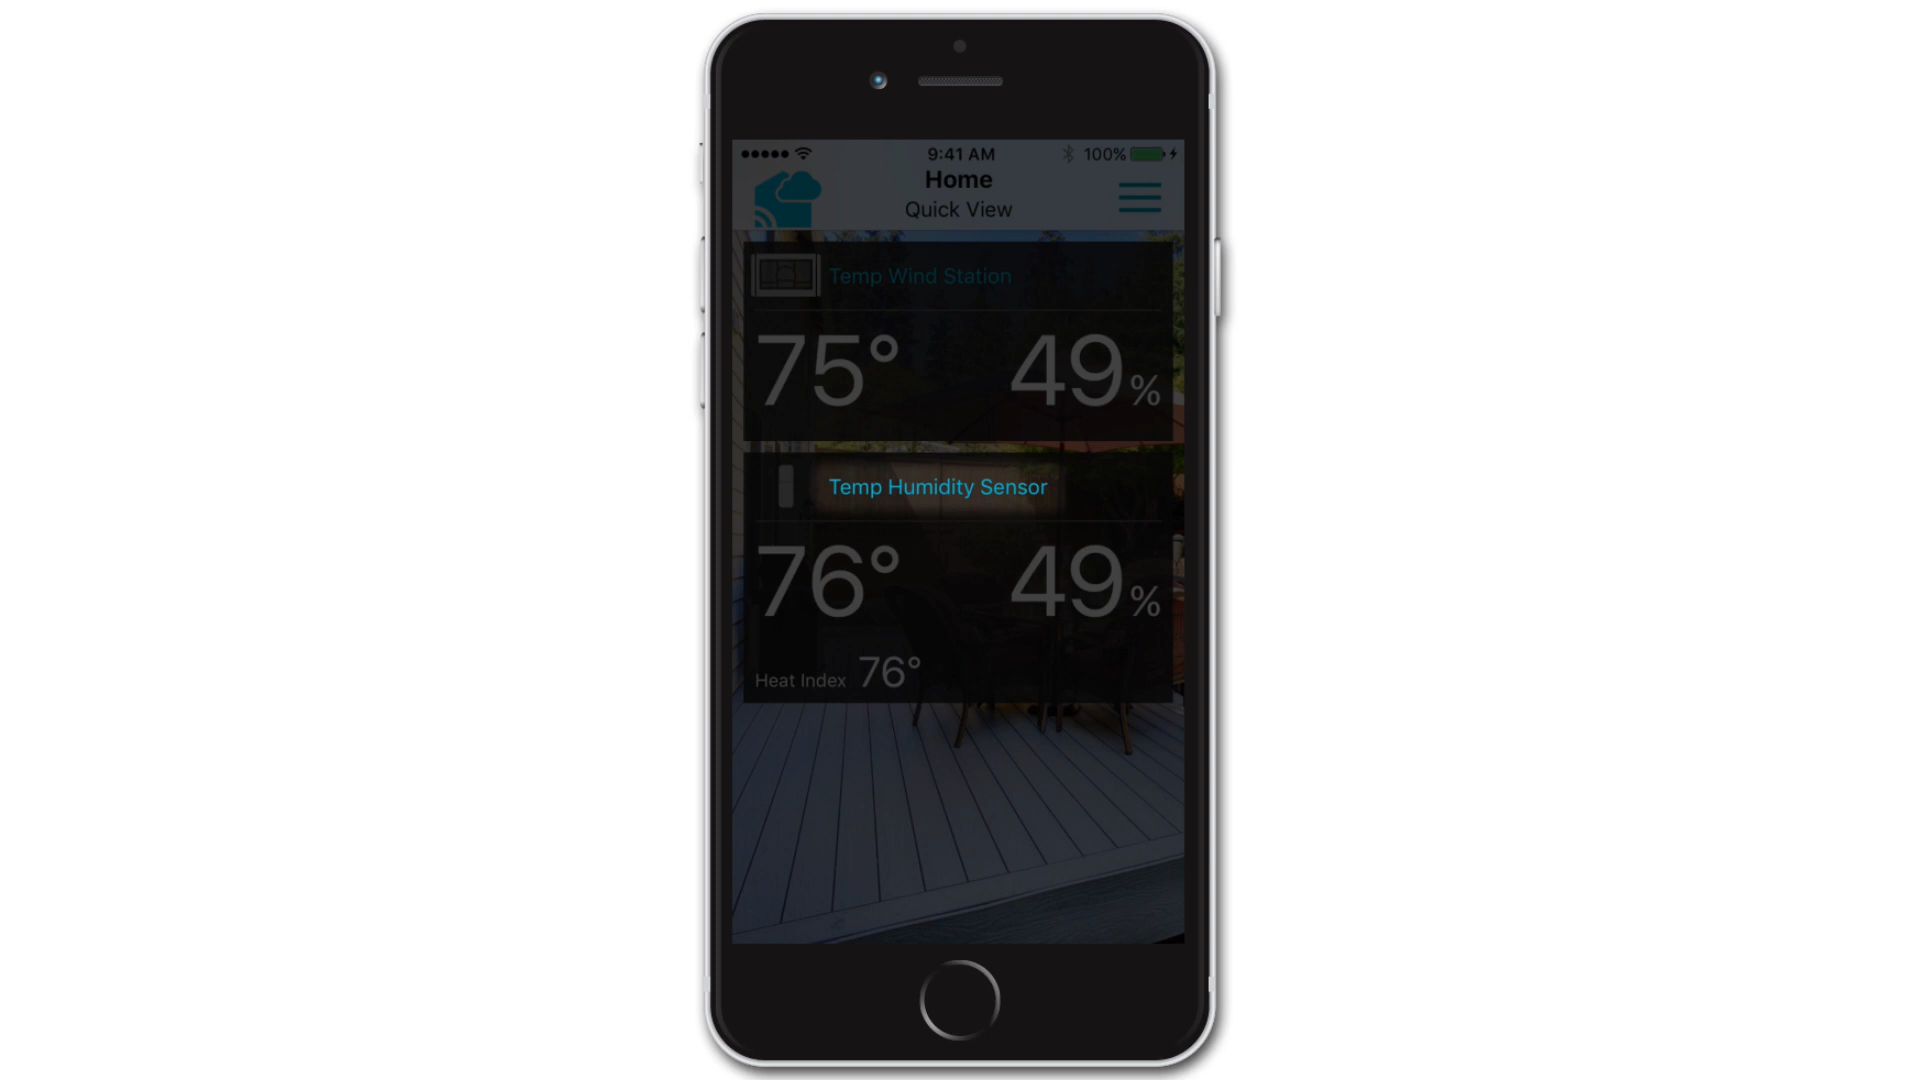 9:41 AM 100%
Home
Quick View
Temp Wind Station
75° 49%
Temp Humidity Sensor
76° 49%
Heat Index 76°